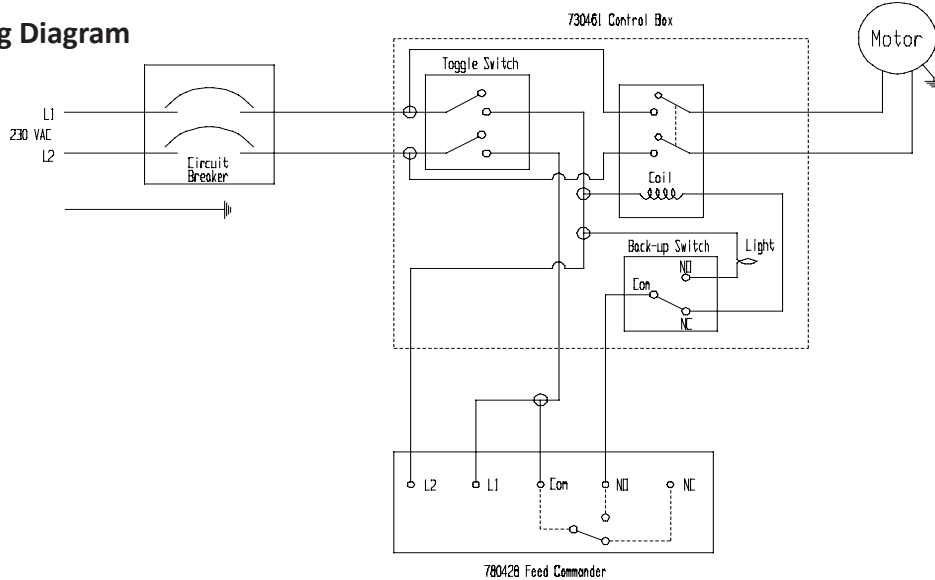 g Diagram
730461 Control Box
Motor
Toggle Switch
L1
230 VAC
L2
Circuit
Breaker
Coil
Back-up Switch
Light
NO
Com
NC
L2
L1
Com
NO
NC
780428 Feed Commander